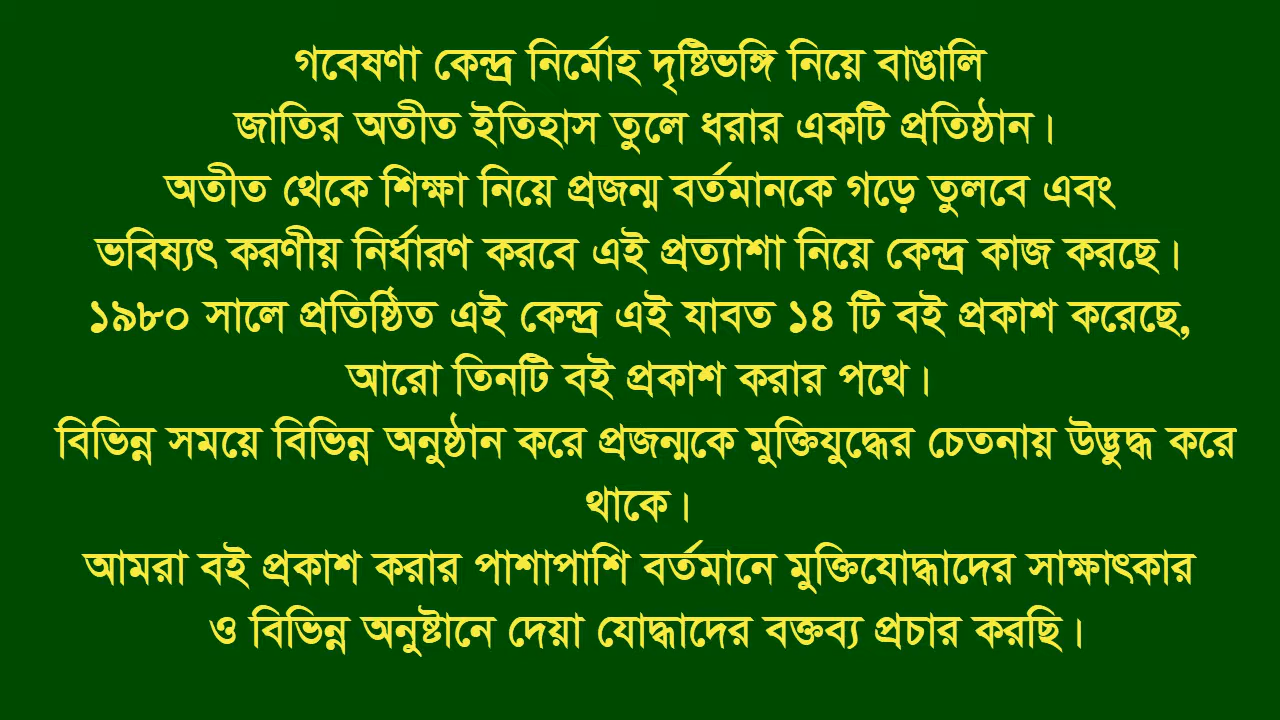 গবেষণা কেন্দ্র নির্মোহ দৃষ্টিভঙ্গি নিয়ে বাঙালি
জাতির অতীত ইতিহাস তুলে ধরার একটি প্রতিষ্ঠান।
অতীত থেকে শিক্ষা নিয়ে প্রজন্ম বর্তমানকে গড়ে তুলবে এবং
ভবিষ্যৎ করণীয় নির্ধারণ করবে এই প্রত্যাশা নিয়ে কেন্দ্র কাজ করছে।
১৯৮০ সালে প্রতিষ্ঠিত এই কেন্দ্র এই যাবত ১৪ টি বই প্রকাশ করেছে,
আরো তিনটি বই প্রকাশ করার পথে।
বিভিন্ন সময়ে বিভিন্ন অনুষ্ঠান করে প্রজন্মকে মুক্তিযুদ্ধের চেতনায় উদ্ভুদ্ধ করে
থাকে।
আমরা বই প্রকাশ করার পাশাপাশি বর্তমানে মুক্তিযোদ্ধাদের সাক্ষাৎকার
ও বিভিন্ন অনুষ্টানে দেয়া যোদ্ধাদের বক্তব্য প্রচার করছি।